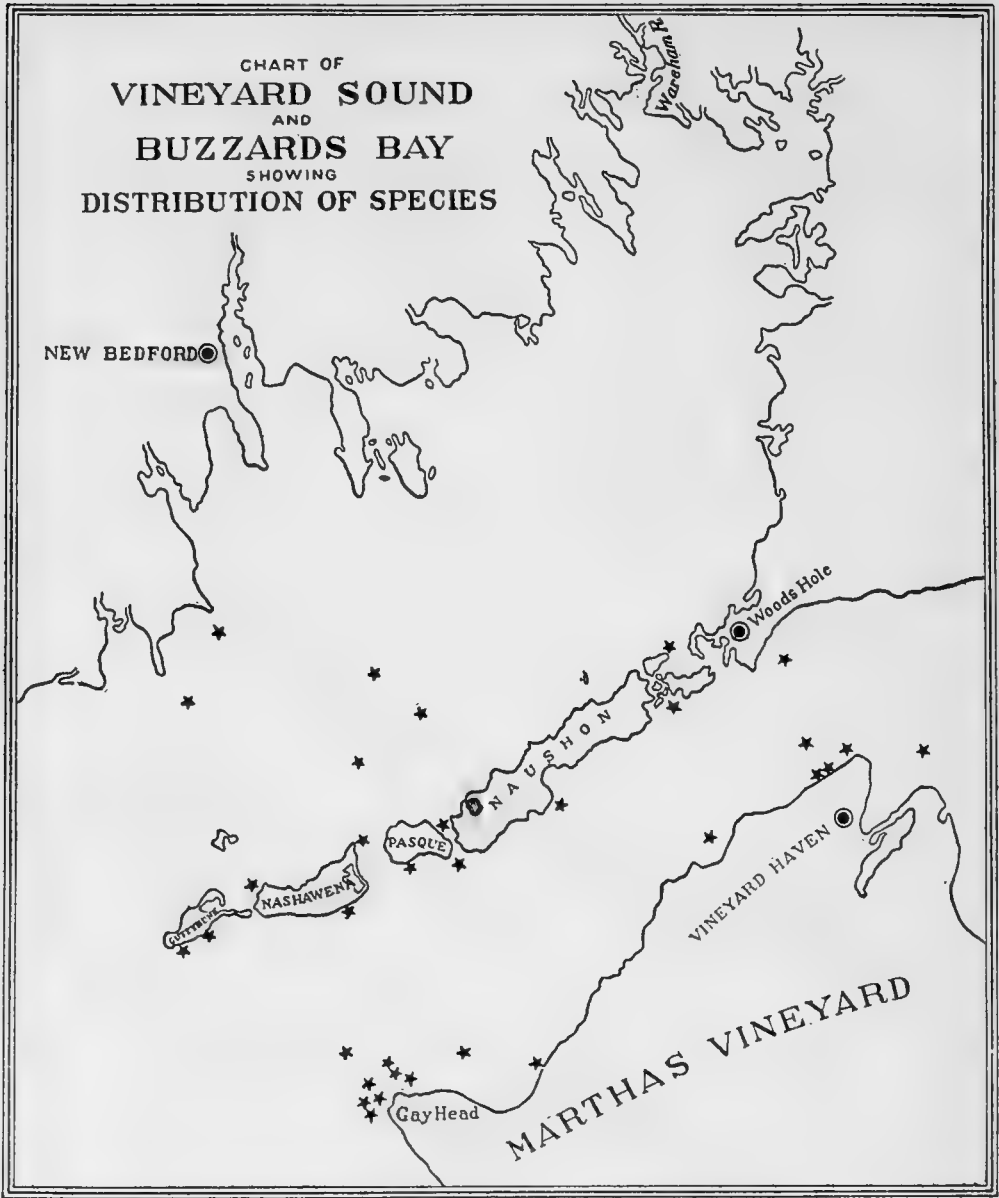 CHART OF
VINEYARD SOUND
AND
BUZZARDS BAY
SHOWING
DISTRIBUTION OF SPECIES
Wareham R.
NEW BEDFORD
Woods Hole
NAUSHON
PASQUE
NASHAWENA
CUTTYHUNK
VINEYARD HAVEN
MARTHAS VINEYARD
Gay Head